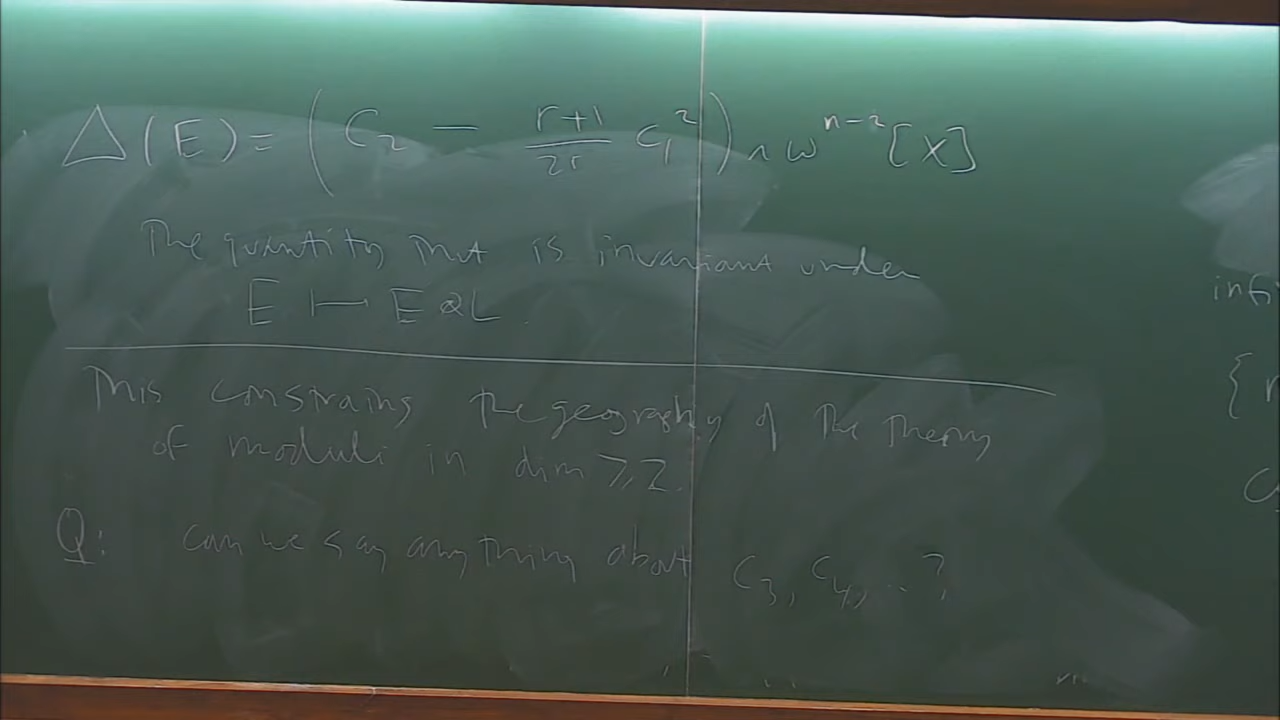 Δ(E) = (C₂ − r+1/2r c₁²) ∩ ω^{n-2} [X]
The quantity that is invariant under
E ↦ E⊗L
This constrains the geography of the theory
of moduli in dim ≥ 2.
Q: can we say anything about C₃, C₄, ...?
infi
{